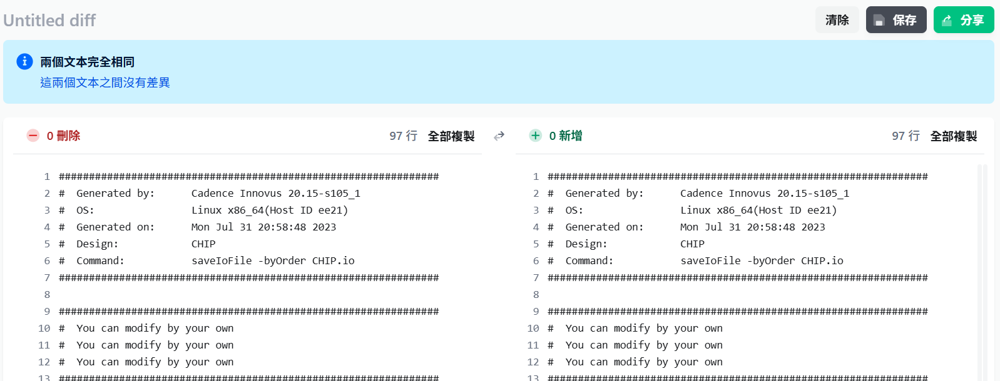 Untitled diff
清除
保存
分享
兩個文本完全相同
這兩個文本之間沒有差異
0 刪除
97 行 全部複製
0 新增
97 行 全部複製
1 ###############################################################
2 #  Generated by:      Cadence Innovus 20.15-s105_1
3 #  OS:                Linux x86_64(Host ID ee21)
4 #  Generated on:      Mon Jul 31 20:58:48 2023
5 #  Design:            CHIP
6 #  Command:           saveIoFile -byOrder CHIP.io
7 ###############################################################
8
9 ###############################################################
10 #  You can modify by your own
11 #  You can modify by your own
12 #  You can modify by your own
13 ###############################################################
1 ###############################################################
2 #  Generated by:      Cadence Innovus 20.15-s105_1
3 #  OS:                Linux x86_64(Host ID ee21)
4 #  Generated on:      Mon Jul 31 20:58:48 2023
5 #  Design:            CHIP
6 #  Command:           saveIoFile -byOrder CHIP.io
7 ###############################################################
8
9 ###############################################################
10 #  You can modify by your own
11 #  You can modify by your own
12 #  You can modify by your own
13 ###############################################################